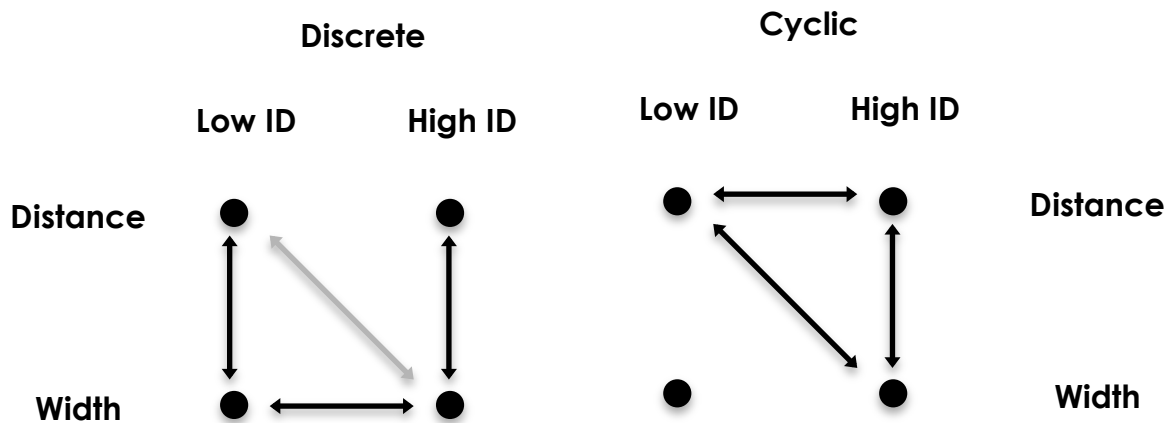 Discrete
Cyclic
Low ID High ID
Low ID High ID
Distance
Distance
Width
Width